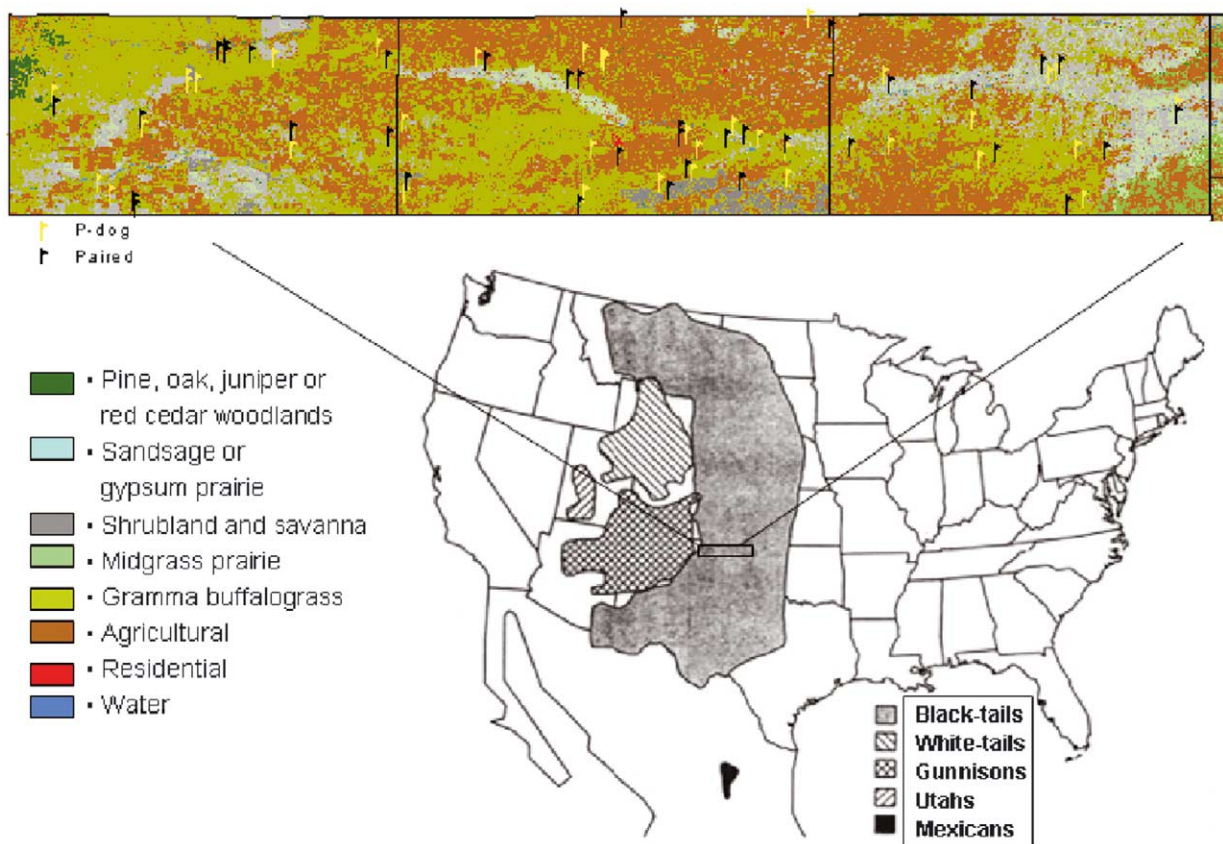 P-dog
Paired
▪ Pine, oak, juniper or
red cedar woodlands
▪ Sandsage or
gypsum prairie
▪ Shrubland and savanna
▪ Midgrass prairie
▪ Gramma buffalograss
▪ Agricultural
▪ Residential
▪ Water
Black-tails
White-tails
Gunnisons
Utahs
Mexicans